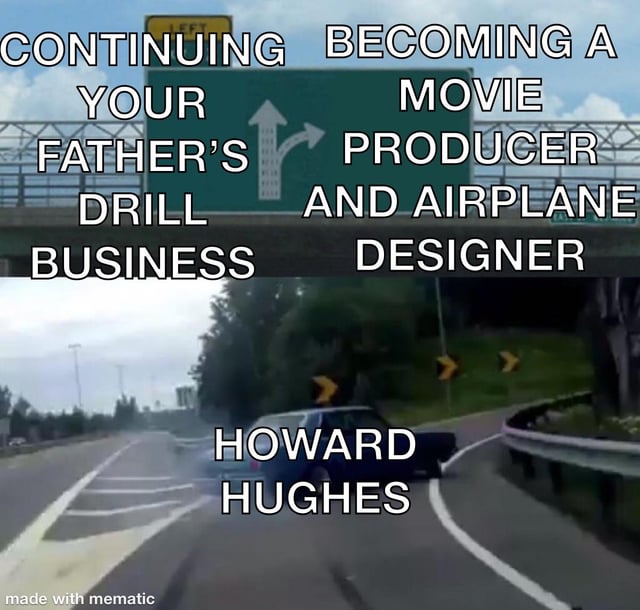 LEFT
CONTINUING
YOUR
FATHER'S
DRILL
BUSINESS
BECOMING A
MOVIE
PRODUCER
AND AIRPLANE
DESIGNER
HOWARD
HUGHES
made with mematic